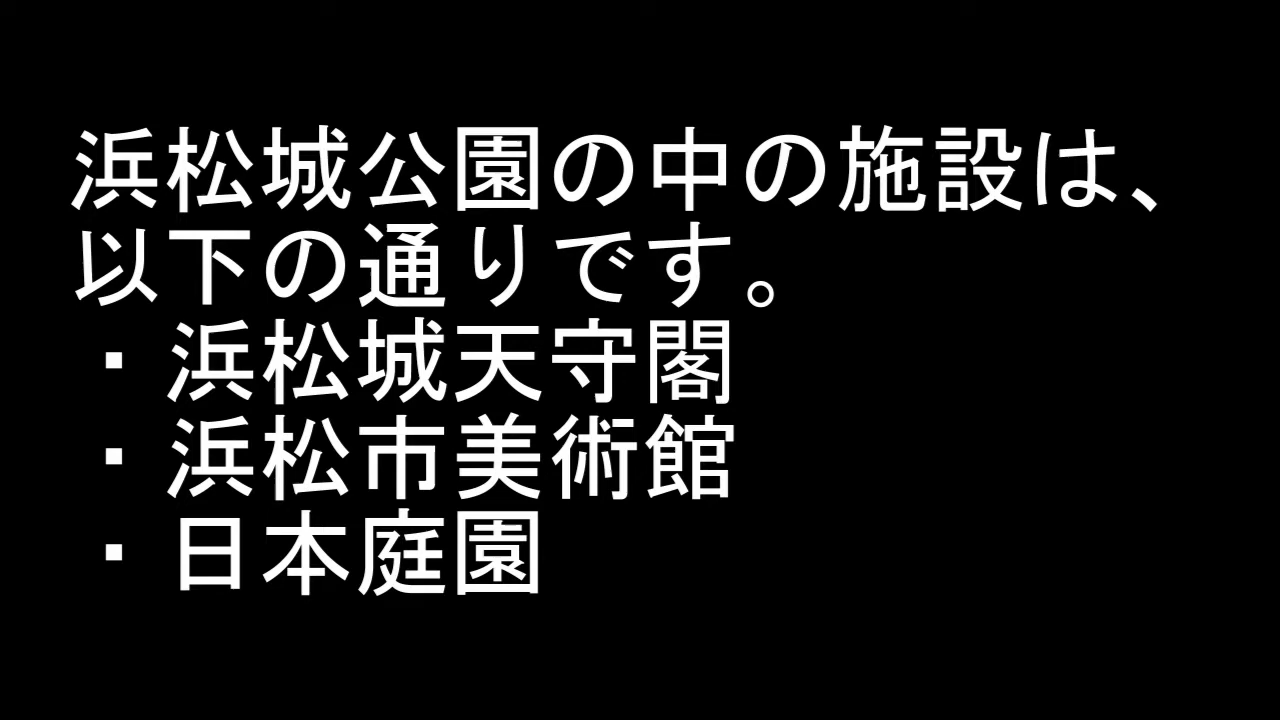 浜松城公園の中の施設は、
以下の通りです。
・浜松城天守閣
・浜松市美術館
・日本庭園